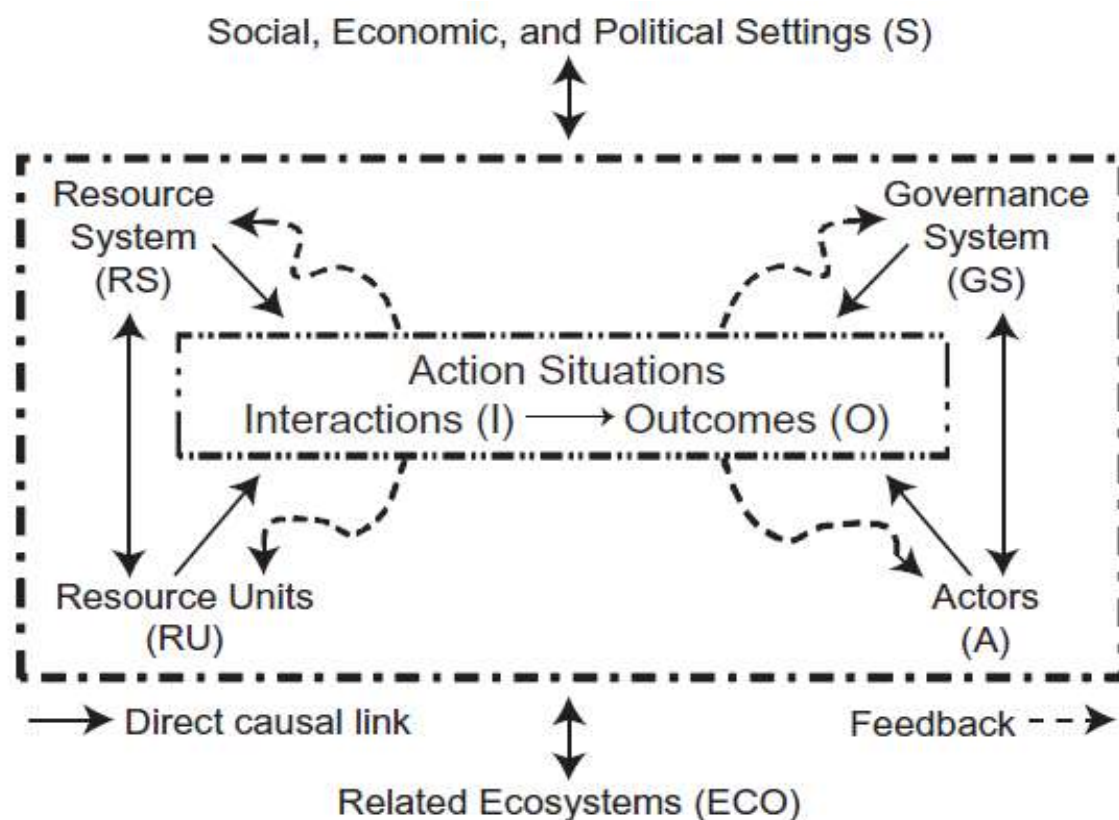 Social, Economic, and Political Settings (S)
Resource
System
(RS)
Governance
System
(GS)
Action Situations
Interactions (I) Outcomes (O)
Resource Units
(RU)
Actors
(A)
Direct causal link
Feedback
Related Ecosystems (ECO)